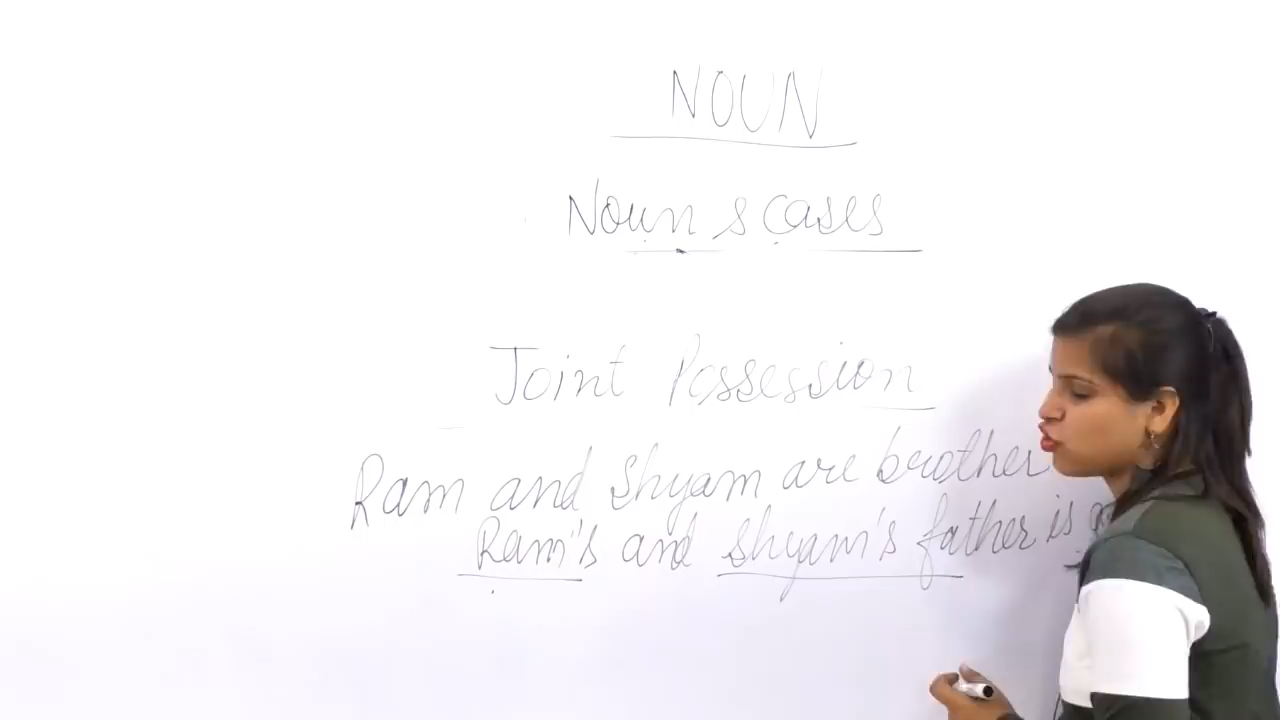 NOUN
Noun s cases
Joint Possession
Ram and Shyam are brother
Ram's and Shyam's father is